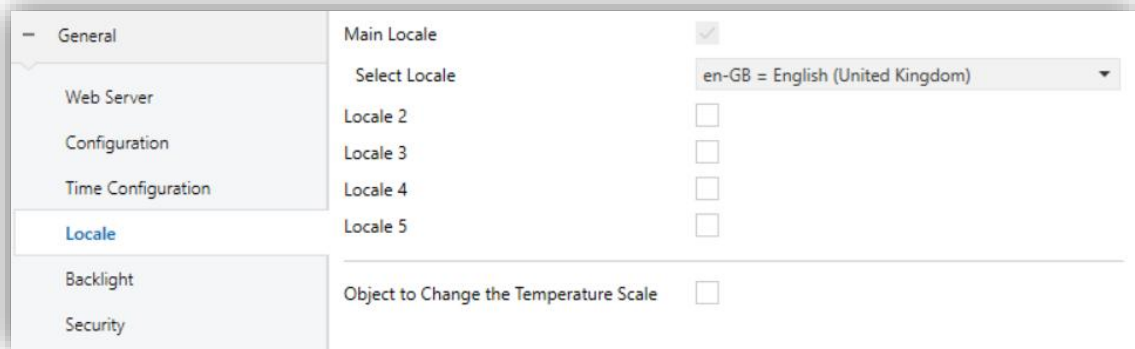 General
Web Server
Configuration
Time Configuration
Locale
Backlight
Security
Main Locale
Select Locale en-GB = English (United Kingdom)
Locale 2
Locale 3
Locale 4
Locale 5
Object to Change the Temperature Scale